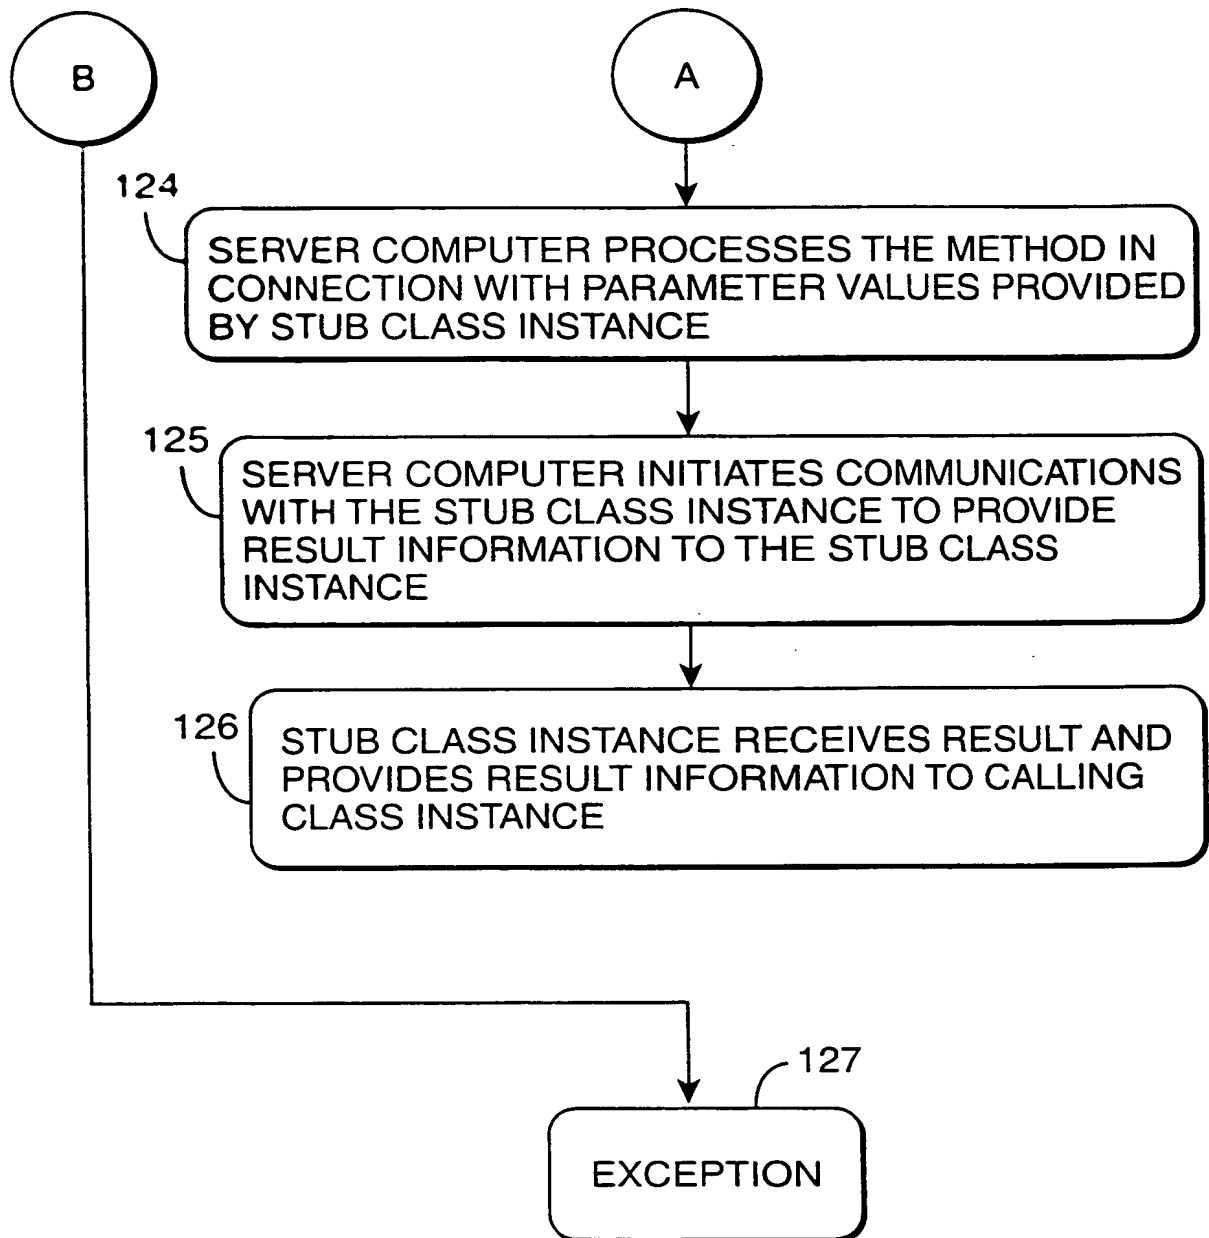 B
A
124
SERVER COMPUTER PROCESSES THE METHOD IN
CONNECTION WITH PARAMETER VALUES PROVIDED
BY STUB CLASS INSTANCE
125
SERVER COMPUTER INITIATES COMMUNICATIONS
WITH THE STUB CLASS INSTANCE TO PROVIDE
RESULT INFORMATION TO THE STUB CLASS
INSTANCE
126
STUB CLASS INSTANCE RECEIVES RESULT AND
PROVIDES RESULT INFORMATION TO CALLING
CLASS INSTANCE
127
EXCEPTION